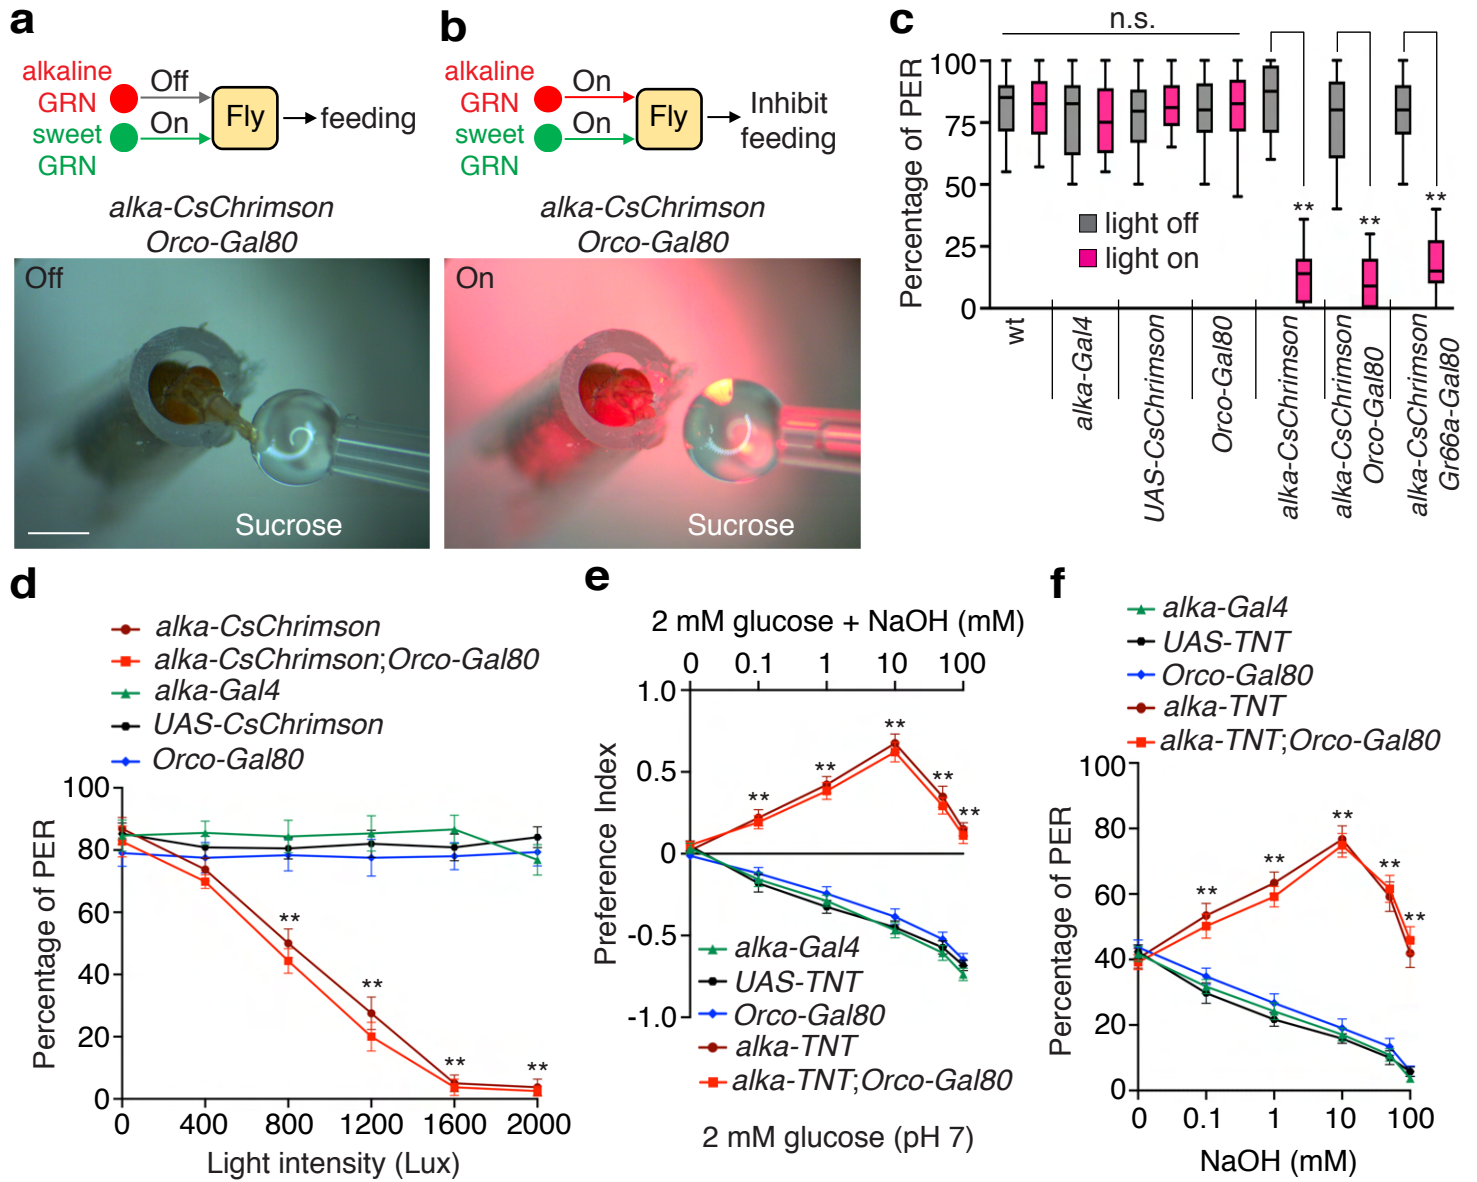 a
alkaline
GRN
sweet
GRN
Off
On
Fly
feeding
alka-CsChrimson
Orco-Gal80
Off
Sucrose
b
alkaline
GRN
sweet
GRN
On
On
Fly
Inhibit
feeding
alka-CsChrimson
Orco-Gal80
On
Sucrose
c
n.s.
Percentage of PER
100
75
50
25
0
** ** **
light off
light on
wt
alka-Gal4
UAS-CsChrimson
Orco-Gal80
alka-CsChrimson
alka-CsChrimson
Orco-Gal80
alka-CsChrimson
Gr66a-Gal80
d
alka-CsChrimson
alka-CsChrimson;Orco-Gal80
alka-Gal4
UAS-CsChrimson
Orco-Gal80
Percentage of PER
100
80
60
40
20
0
** ** ** **
0 400 800 1200 1600 2000
Light intensity (Lux)
e
2 mM glucose + NaOH (mM)
0 0.1 1 10 100
Preference Index
1.0
0.5
0
-0.5
-1.0
** ** ** ** **
alka-Gal4
UAS-TNT
Orco-Gal80
alka-TNT
alka-TNT;Orco-Gal80
2 mM glucose (pH 7)
f
alka-Gal4
UAS-TNT
Orco-Gal80
alka-TNT
alka-TNT;Orco-Gal80
Percentage of PER
100
80
60
40
20
0
** ** ** ** **
0 0.1 1 10 100
NaOH (mM)